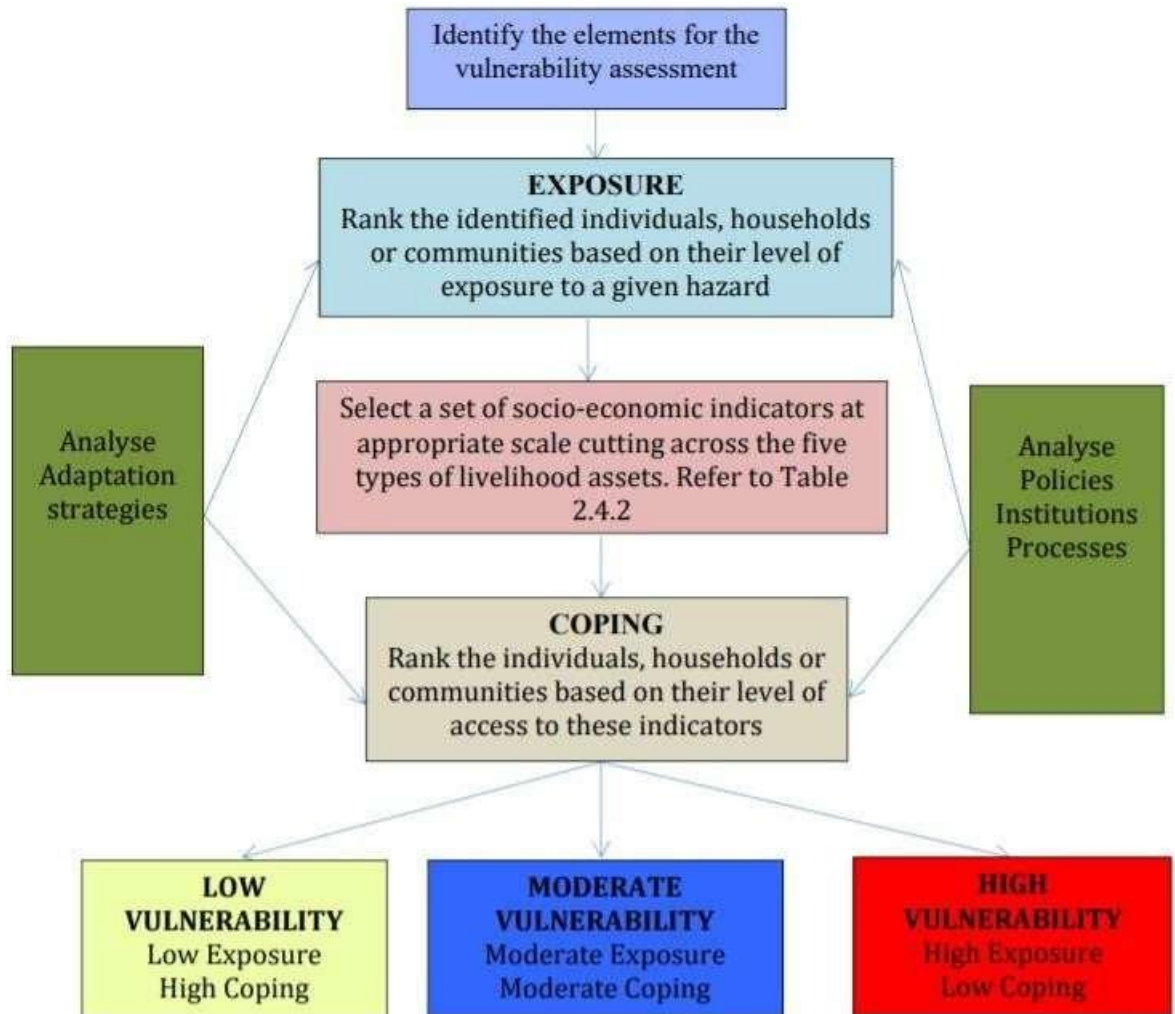 Identify the elements for the
vulnerability assessment
EXPOSURE
Rank the identified individuals, households
or communities based on their level of
exposure to a given hazard
Analyse
Adaptation
strategies
Select a set of socio-economic indicators at
appropriate scale cutting across the five
types of livelihood assets. Refer to Table
2.4.2
Analyse
Policies
Institutions
Processes
COPING
Rank the individuals, households or
communities based on their level of
access to these indicators
LOW
VULNERABILITY
Low Exposure
High Coping
MODERATE
VULNERABILITY
Moderate Exposure
Moderate Coping
HIGH
VULNERABILITY
High Exposure
Low Coping